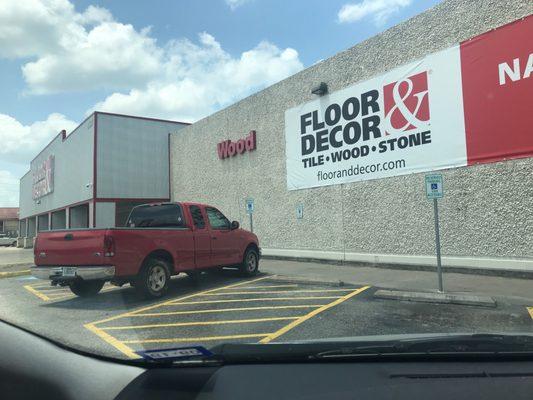 Wood
FLOOR &
DECOR
TILE • WOOD • STONE
flooranddecor.com
NA